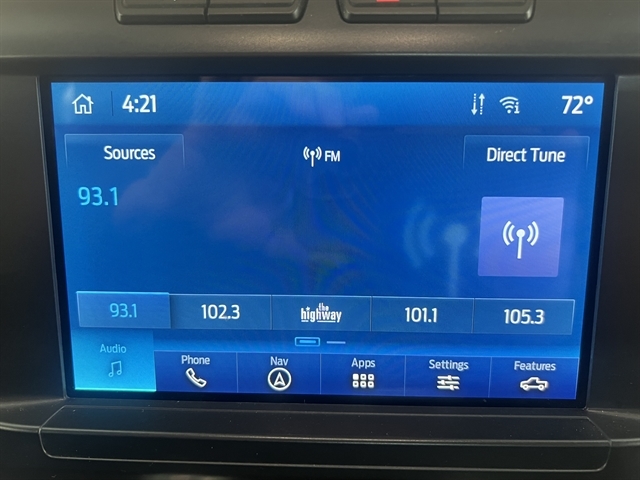 4:21 72°
Sources FM Direct Tune
93.1
93.1 102.3 the highway 101.1 105.3
Audio Phone Nav Apps Settings Features